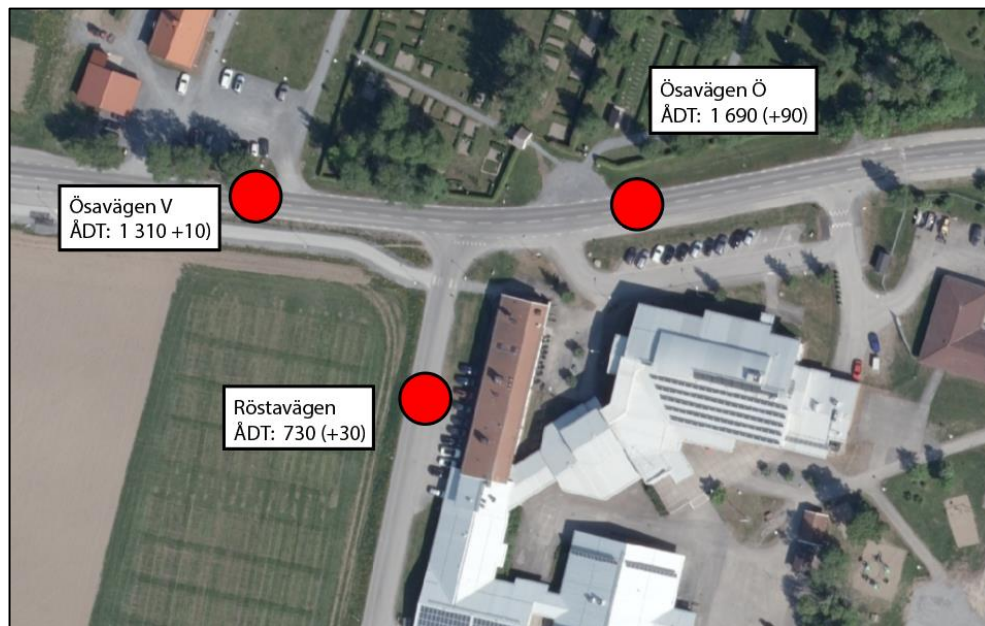 Ösavägen Ö
ÅDT: 1 690 (+90)
Ösavägen V
ÅDT: 1 310 +10)
Röstavägen
ÅDT: 730 (+30)